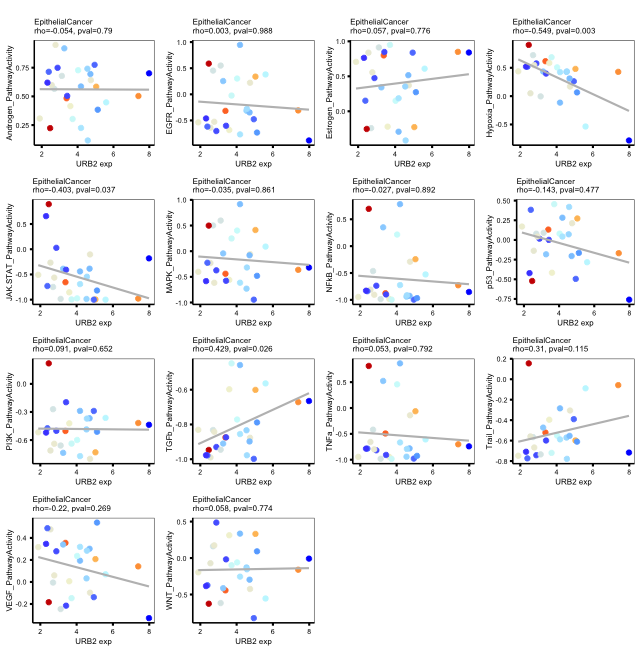 EpithelialCancer
rho=-0.054, pval=0.79
Androgen_PathwayActivity
0.75
0.50
0.25
2
4
6
8
URB2 exp
EpithelialCancer
rho=0.003, pval=0.988
EGFR_PathwayActivity
1.0
0.5
0.0
-0.5
-1.0
2
4
6
8
URB2 exp
EpithelialCancer
rho=0.057, pval=0.776
Estrogen_PathwayActivity
0.5
0.0
2
4
6
8
URB2 exp
EpithelialCancer
rho=-0.549, pval=0.003
Hypoxia_PathwayActivity
0.5
0.0
-0.5
2
4
6
8
URB2 exp
EpithelialCancer
rho=-0.403, pval=0.037
JAK-STAT_PathwayActivity
1.0
0.5
0.0
-0.5
-1.0
2
4
6
8
URB2 exp
EpithelialCancer
rho=-0.035, pval=0.861
MAPK_PathwayActivity
1.0
0.5
0.0
-0.5
-1.0
2
4
6
8
URB2 exp
EpithelialCancer
rho=-0.027, pval=0.892
NFkB_PathwayActivity
0.5
0.0
-0.5
-1.0
2
4
6
8
URB2 exp
EpithelialCancer
rho=-0.143, pval=0.477
p53_PathwayActivity
0.50
0.25
0.00
-0.25
-0.50
-0.75
2
4
6
8
URB2 exp
EpithelialCancer
rho=0.091, pval=0.652
PI3K_PathwayActivity
0.0
-0.3
-0.6
2
4
6
8
URB2 exp
EpithelialCancer
rho=0.429, pval=0.026
TGFb_PathwayActivity
-0.6
-0.8
-1.0
2
4
6
8
URB2 exp
EpithelialCancer
rho=0.053, pval=0.792
TNFa_PathwayActivity
0.5
0.0
-0.5
-1.0
2
4
6
8
URB2 exp
EpithelialCancer
rho=0.31, pval=0.115
Trail_PathwayActivity
0.2
0.0
-0.2
-0.4
-0.6
-0.8
2
4
6
8
URB2 exp
EpithelialCancer
rho=-0.22, pval=0.269
VEGF_PathwayActivity
0.4
0.2
0.0
-0.2
2
4
6
8
URB2 exp
EpithelialCancer
rho=0.058, pval=0.774
WNT_PathwayActivity
0.5
0.0
-0.5
2
4
6
8
URB2 exp